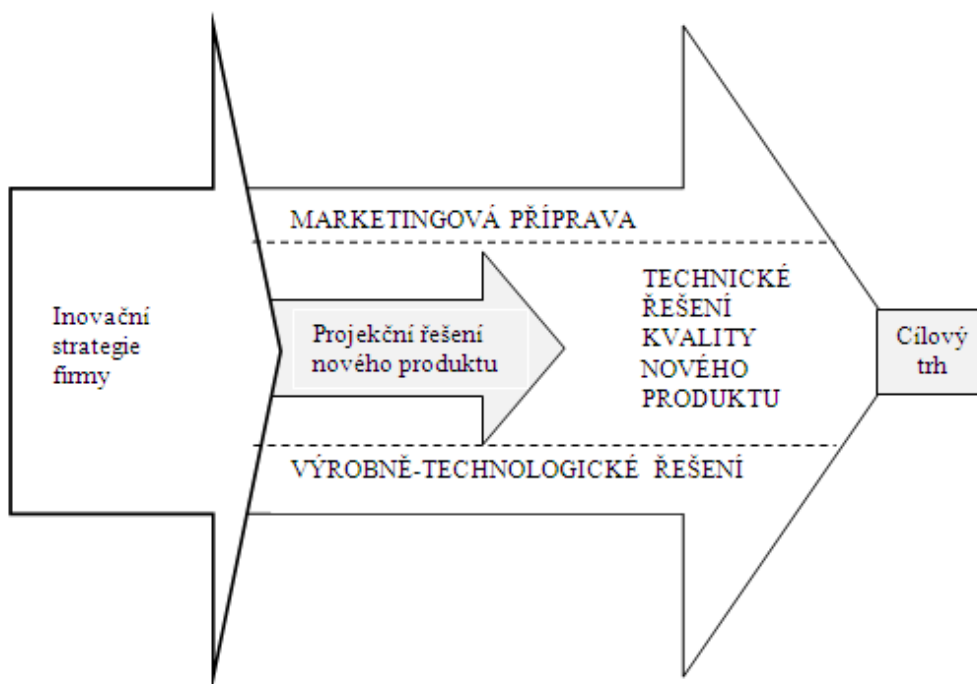 Inovační
strategie
firmy
MARKETINGOVÁ PŘÍPRAVA
Projekční řešení
nového produktu
TECHNICKÉ
ŘEŠENÍ
KVALITY
NOVÉHO
PRODUKTU
VÝROBNĚ-TECHNOLOGICKÉ ŘEŠENÍ
Cílový
trh